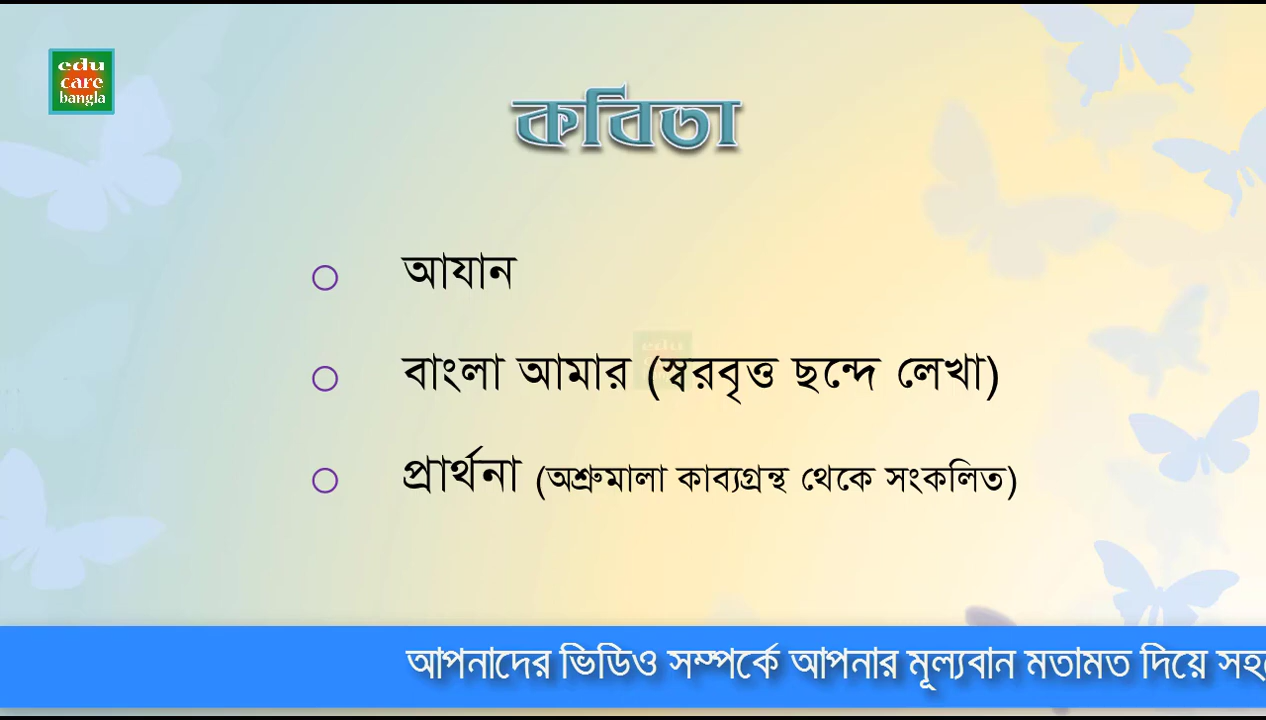 edu
care
bangla
কবিতা
আযান
বাংলা আমার (স্বরবৃত্ত ছন্দে লেখা)
প্রার্থনা (অশ্রুমালা কাব্যগ্রন্থ থেকে সংকলিত)
আপনাদের ভিডিও সম্পর্কে আপনার মূল্যবান মতামত দিয়ে